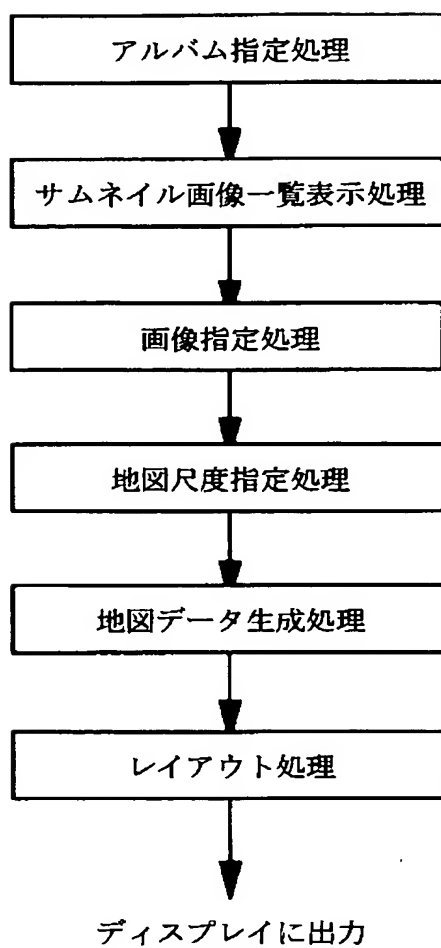 アルバム指定処理
サムネイル画像一覧表示処理
画像指定処理
地図尺度指定処理
地図データ生成処理
レイアウト処理
ディスプレイに出力